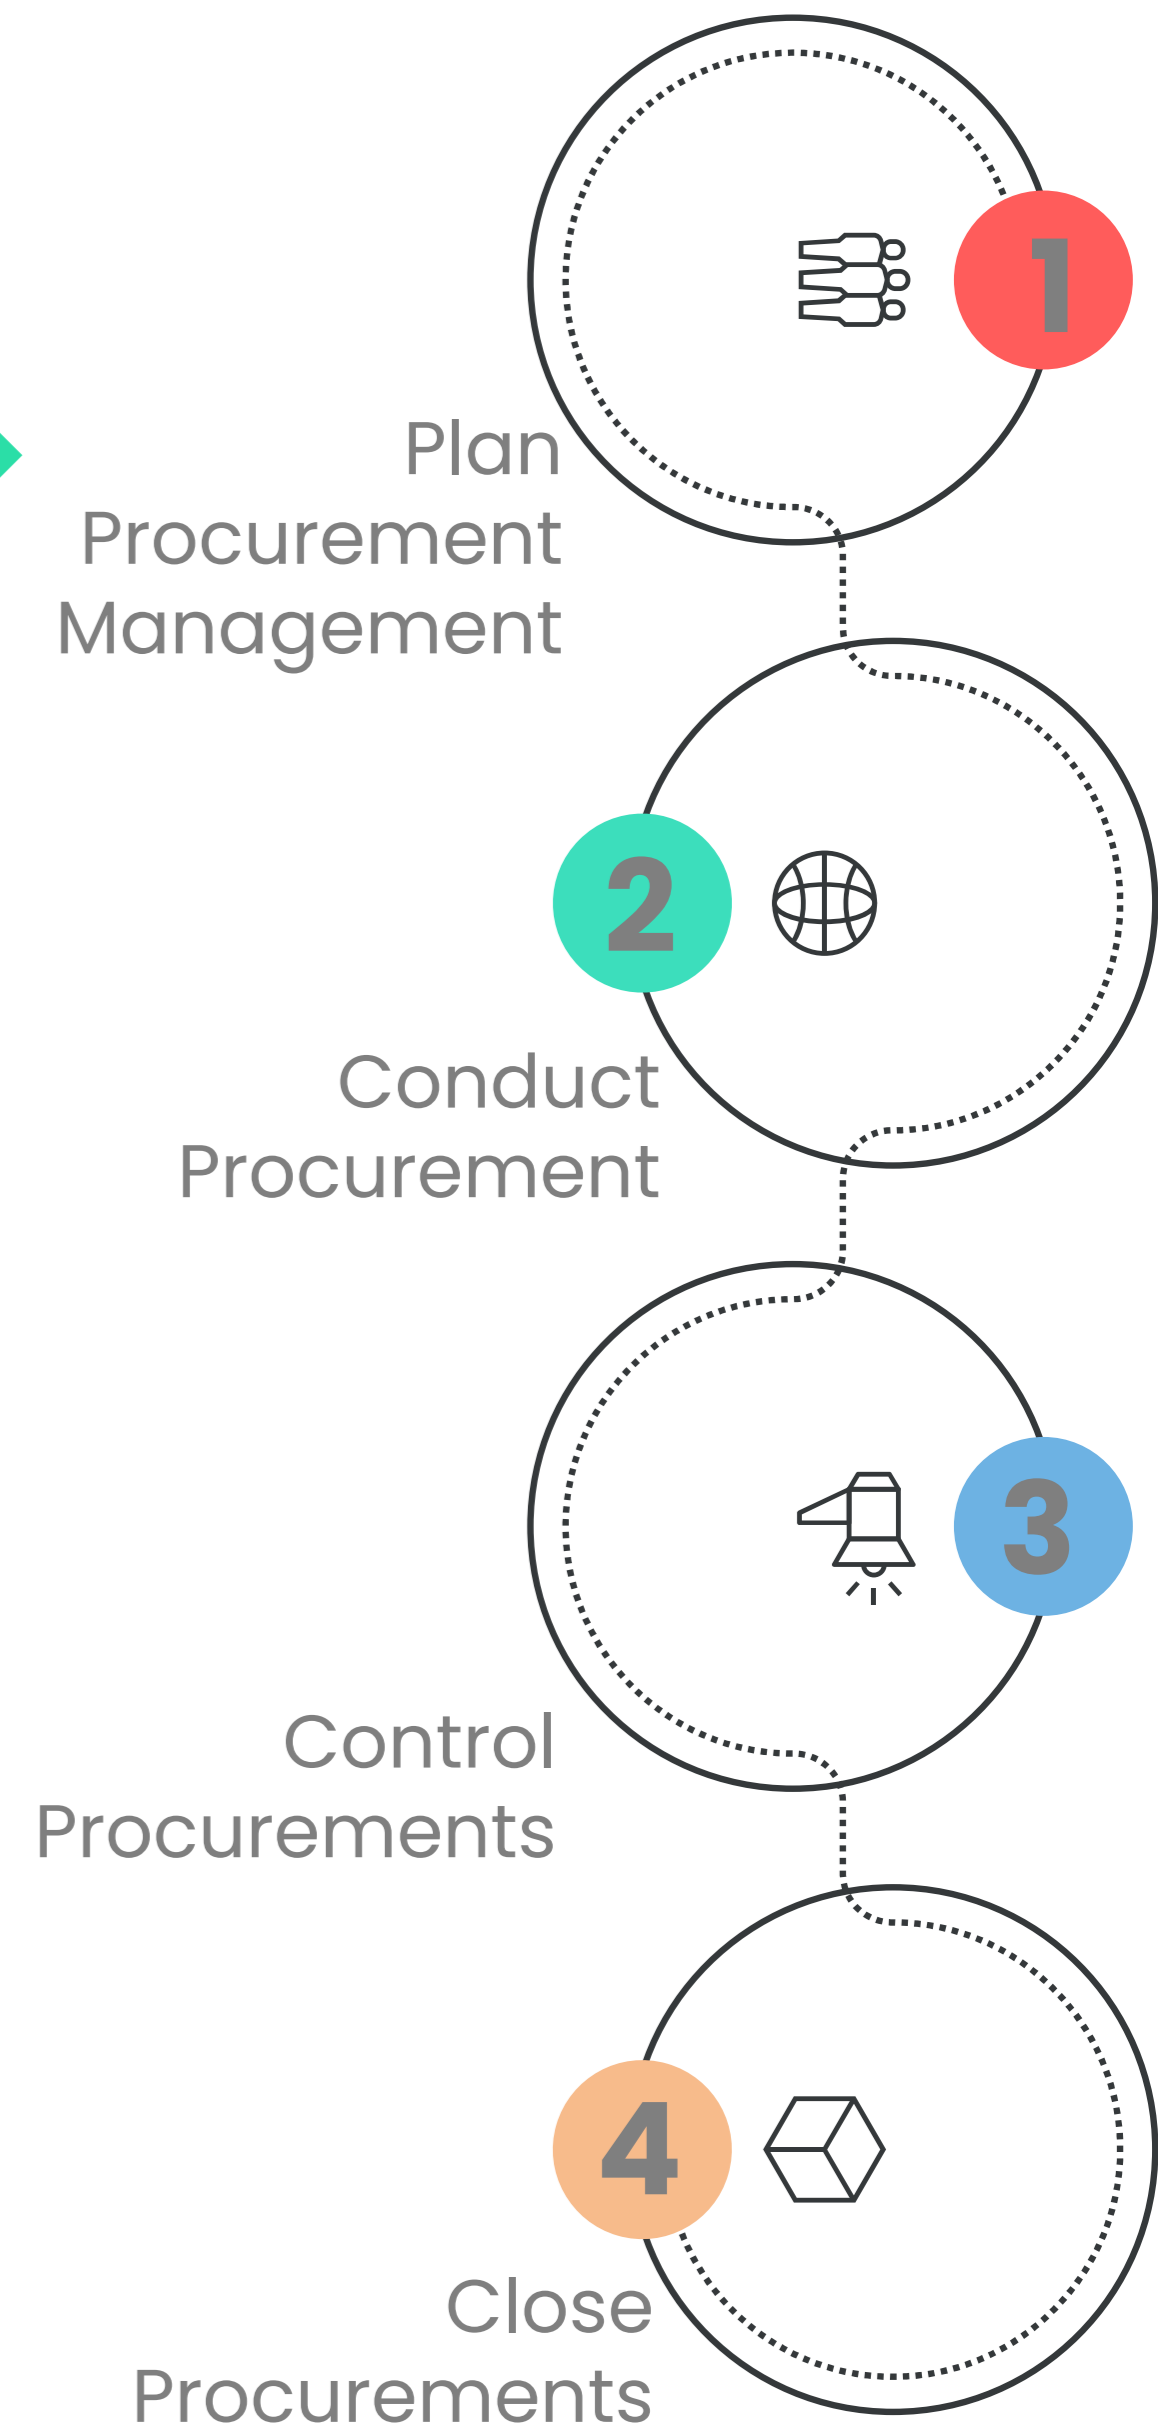 1
Plan
Procurement
Management
2
Conduct
Procurement
3
Control
Procurements
4
Close
Procurements